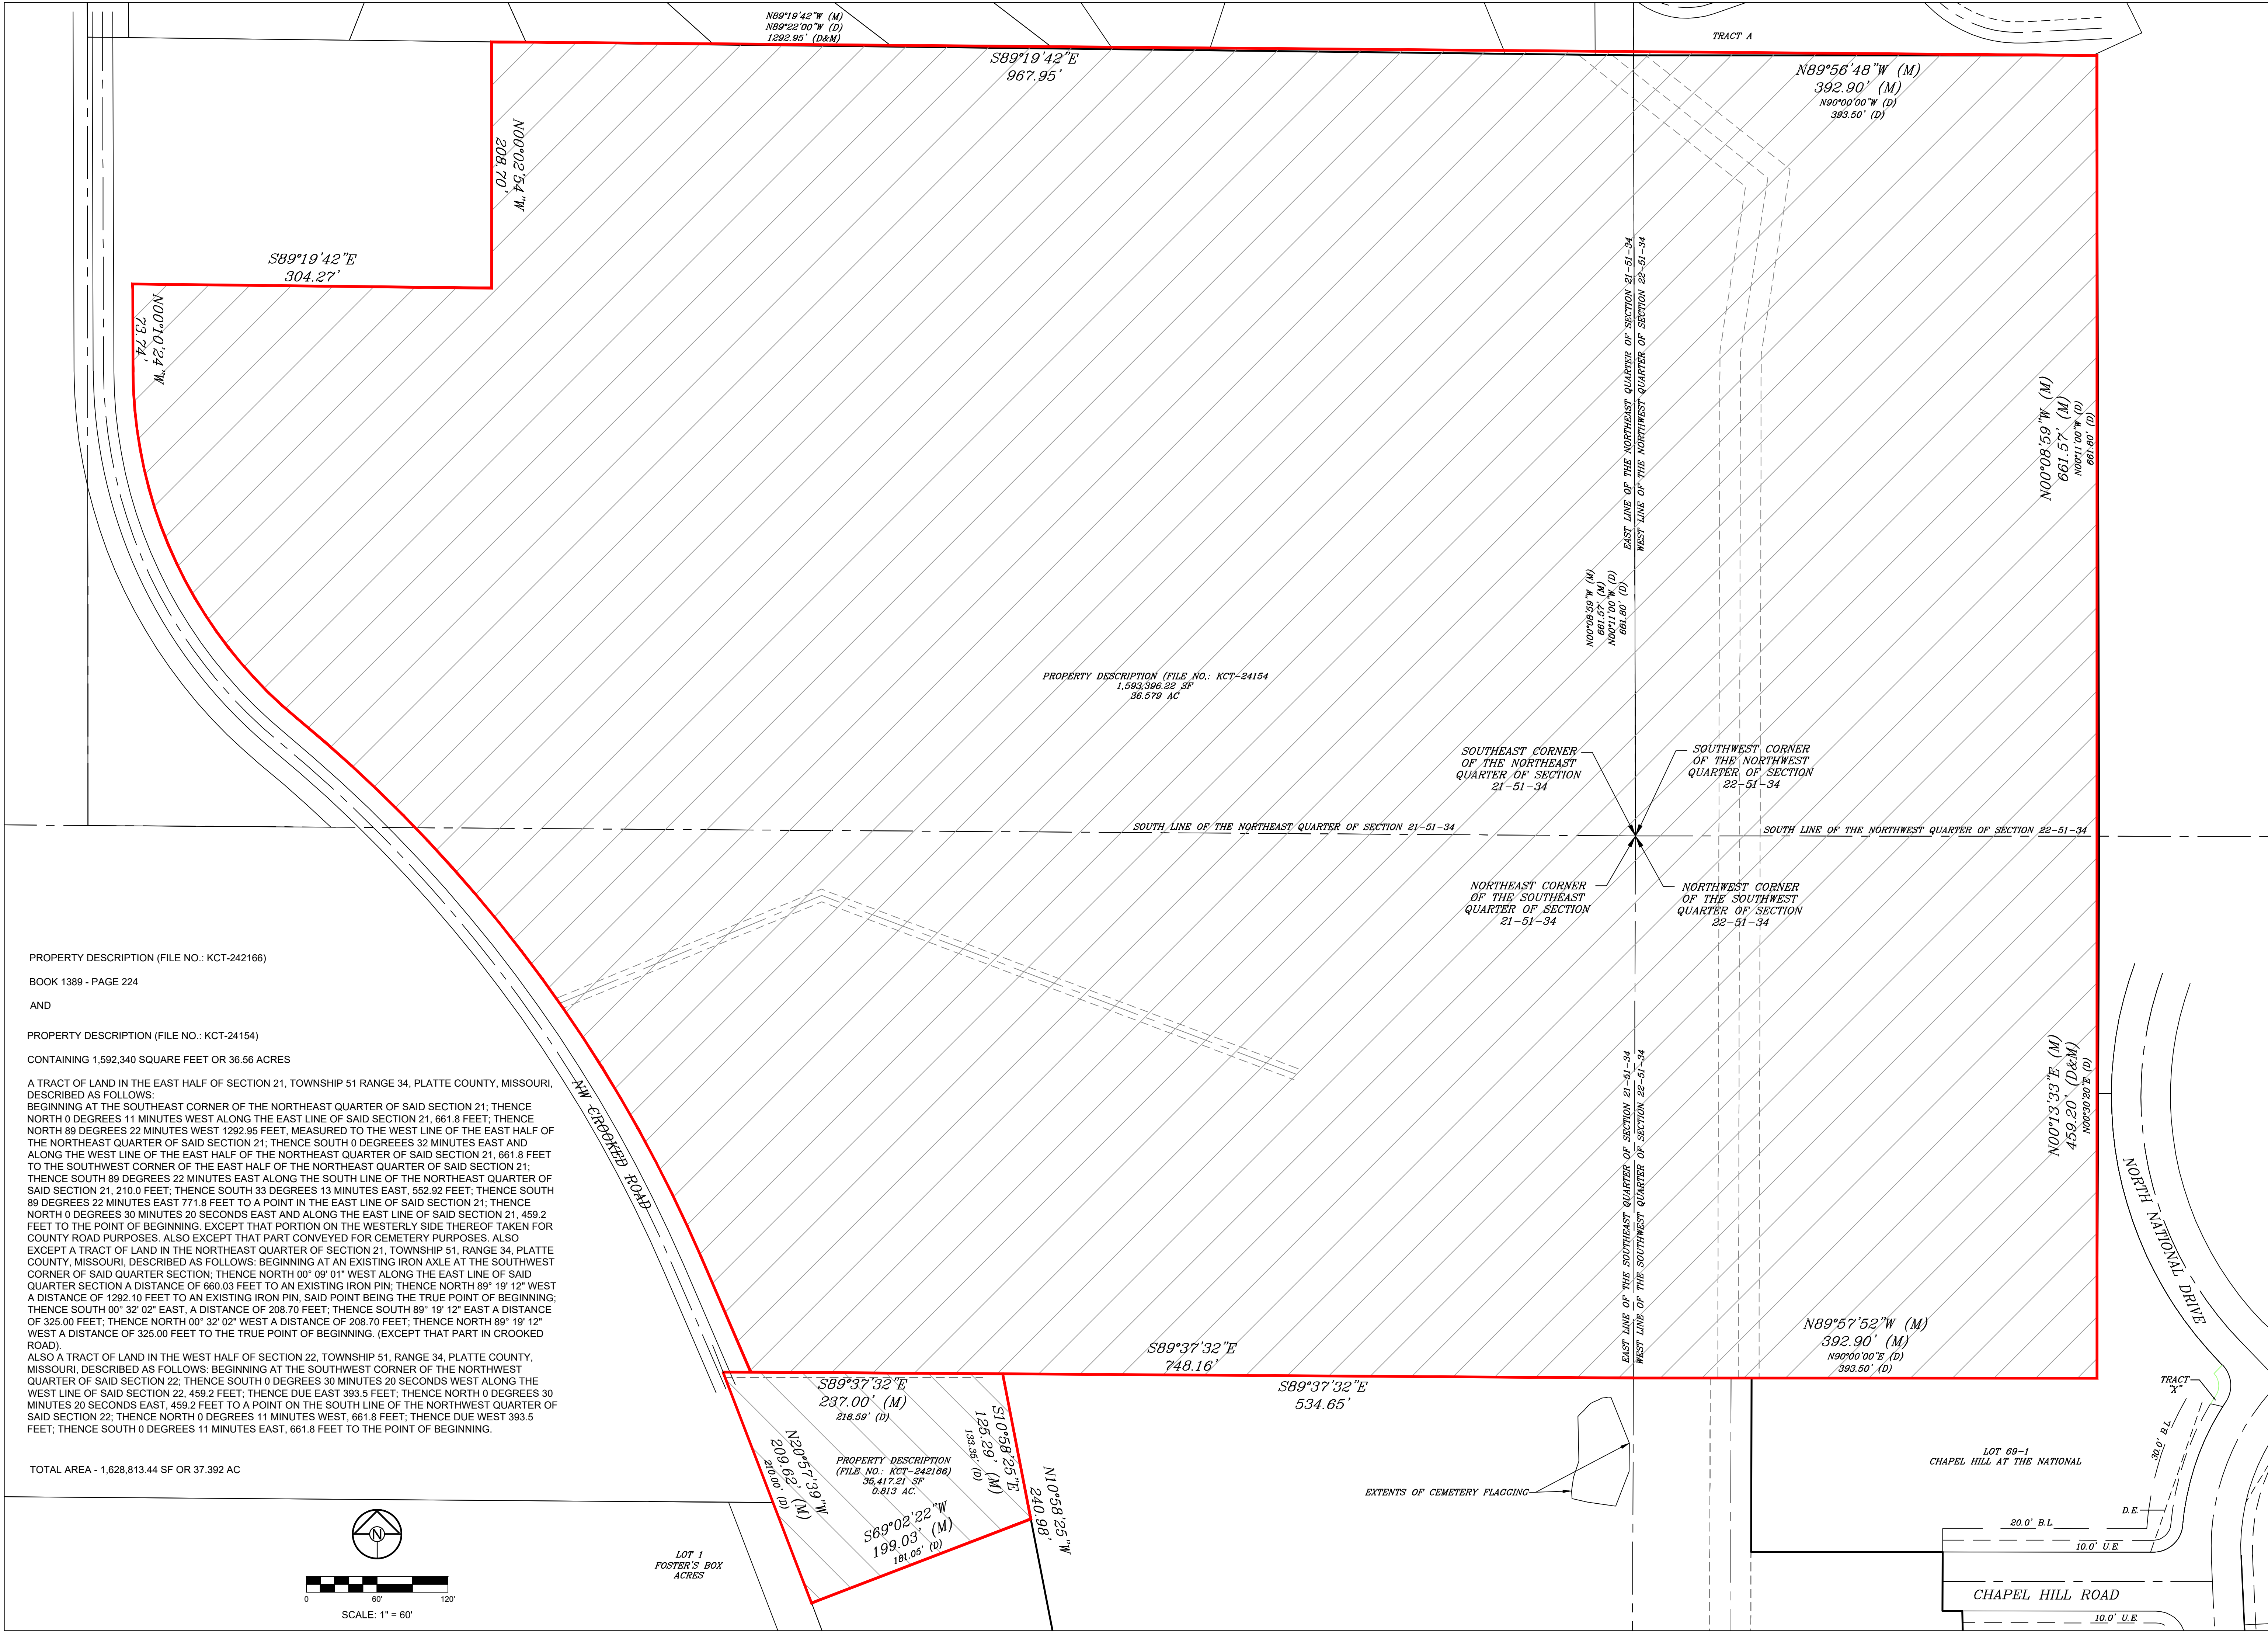 N89°19'42"W (M)
N89°22'00"W (D)
1292.95' (D&M)
TRACT A
S89°19'42"E
967.95'
N89°56'48"W (M)
392.90' (M)
N90°00'00"W (D)
393.50' (D)
N00°02'54"W
208.70'
S89°19'42"E
304.27'
N00°10'24"W
73.74'
EAST LINE OF THE NORTHEAST QUARTER OF SECTION 21-51-34
WEST LINE OF THE NORTHWEST QUARTER OF SECTION 22-51-34
N00°08'59"W (M)
661.57' (M)
N00°11'00"W (D)
661.80' (D)
N00°08'59"W (M)
661.57' (M)
N00°11'00"W (D)
661.80' (D)
PROPERTY DESCRIPTION (FILE NO.: KCT-24154
1,593,396.22 SF
36.579 AC
SOUTHEAST CORNER
OF THE NORTHEAST
QUARTER OF SECTION
21-51-34
SOUTHWEST CORNER
OF THE NORTHWEST
QUARTER OF SECTION
22-51-34
SOUTH LINE OF THE NORTHEAST QUARTER OF SECTION 21-51-34
SOUTH LINE OF THE NORTHWEST QUARTER OF SECTION 22-51-34
NORTHEAST CORNER
OF THE SOUTHEAST
QUARTER OF SECTION
21-51-34
NORTHWEST CORNER
OF THE SOUTHWEST
QUARTER OF SECTION
22-51-34
PROPERTY DESCRIPTION (FILE NO.: KCT-242166)
BOOK 1389 - PAGE 224
AND
PROPERTY DESCRIPTION (FILE NO.: KCT-24154)
CONTAINING 1,592,340 SQUARE FEET OR 36.56 ACRES
A TRACT OF LAND IN THE EAST HALF OF SECTION 21, TOWNSHIP 51 RANGE 34, PLATTE COUNTY, MISSOURI,
DESCRIBED AS FOLLOWS:
BEGINNING AT THE SOUTHEAST CORNER OF THE NORTHEAST QUARTER OF SAID SECTION 21; THENCE
NORTH 0 DEGREES 11 MINUTES WEST ALONG THE EAST LINE OF SAID SECTION 21, 661.8 FEET; THENCE
NORTH 89 DEGREES 22 MINUTES WEST 1292.95 FEET, MEASURED TO THE WEST LINE OF THE EAST HALF OF
THE NORTHEAST QUARTER OF SAID SECTION 21; THENCE SOUTH 0 DEGREEES 32 MINUTES EAST AND
ALONG THE WEST LINE OF THE EAST HALF OF THE NORTHEAST QUARTER OF SAID SECTION 21, 661.8 FEET
TO THE SOUTHWEST CORNER OF THE EAST HALF OF THE NORTHEAST QUARTER OF SAID SECTION 21;
THENCE SOUTH 89 DEGREES 22 MINUTES EAST ALONG THE SOUTH LINE OF THE NORTHEAST QUARTER OF
SAID SECTION 21, 210.0 FEET; THENCE SOUTH 33 DEGREES 13 MINUTES EAST, 552.92 FEET; THENCE SOUTH
89 DEGREES 22 MINUTES EAST 771.8 FEET TO A POINT IN THE EAST LINE OF SAID SECTION 21; THENCE
NORTH 0 DEGREES 30 MINUTES 20 SECONDS EAST AND ALONG THE EAST LINE OF SAID SECTION 21, 459.2
FEET TO THE POINT OF BEGINNING. EXCEPT THAT PORTION ON THE WESTERLY SIDE THEREOF TAKEN FOR
COUNTY ROAD PURPOSES. ALSO EXCEPT THAT PART CONVEYED FOR CEMETERY PURPOSES. ALSO
EXCEPT A TRACT OF LAND IN THE NORTHEAST QUARTER OF SECTION 21, TOWNSHIP 51, RANGE 34, PLATTE
COUNTY, MISSOURI, DESCRIBED AS FOLLOWS: BEGINNING AT AN EXISTING IRON AXLE AT THE SOUTHWEST
CORNER OF SAID QUARTER SECTION; THENCE NORTH 00° 09' 01" WEST ALONG THE EAST LINE OF SAID
QUARTER SECTION A DISTANCE OF 660.03 FEET TO AN EXISTING IRON PIN; THENCE NORTH 89° 19' 12" WEST
A DISTANCE OF 1292.10 FEET TO AN EXISTING IRON PIN, SAID POINT BEING THE TRUE POINT OF BEGINNING;
THENCE SOUTH 00° 32' 02" EAST, A DISTANCE OF 208.70 FEET; THENCE SOUTH 89° 19' 12" EAST A DISTANCE
OF 325.00 FEET; THENCE NORTH 00° 32' 02" WEST A DISTANCE OF 208.70 FEET; THENCE NORTH 89° 19' 12"
WEST A DISTANCE OF 325.00 FEET TO THE TRUE POINT OF BEGINNING. (EXCEPT THAT PART IN CROOKED
ROAD).
ALSO A TRACT OF LAND IN THE WEST HALF OF SECTION 22, TOWNSHIP 51, RANGE 34, PLATTE COUNTY,
MISSOURI, DESCRIBED AS FOLLOWS: BEGINNING AT THE SOUTHWEST CORNER OF THE NORTHWEST
QUARTER OF SAID SECTION 22; THENCE SOUTH 0 DEGREES 30 MINUTES 20 SECONDS WEST ALONG THE
WEST LINE OF SAID SECTION 22, 459.2 FEET; THENCE DUE EAST 393.5 FEET; THENCE NORTH 0 DEGREES 30
MINUTES 20 SECONDS EAST, 459.2 FEET TO A POINT ON THE SOUTH LINE OF THE NORTHWEST QUARTER OF
SAID SECTION 22; THENCE NORTH 0 DEGREES 11 MINUTES WEST, 661.8 FEET; THENCE DUE WEST 393.5
FEET; THENCE SOUTH 0 DEGREES 11 MINUTES EAST, 661.8 FEET TO THE POINT OF BEGINNING.
TOTAL AREA - 1,628,813.44 SF OR 37.392 AC
NW CROOKED ROAD
EAST LINE OF THE SOUTHEAST QUARTER OF SECTION 21-51-34
WEST LINE OF THE SOUTHWEST QUARTER OF SECTION 22-51-34
N00°13'33"E (M)
459.20' (D&M)
N00°30'20"E (D)
NORTH NATIONAL DRIVE
S89°37'32"E
748.16'
N89°57'52"W (M)
392.90' (M)
N90°00'00"E (D)
393.50' (D)
S89°37'32"E
237.00' (M)
218.59' (D)
S89°37'32"E
534.65'
TRACT
"X"
S10°58'25"E
125.29' (M)
133.35' (D)
N20°57'39"W
209.62' (M)
210.00' (D)
PROPERTY DESCRIPTION
(FILE NO.: KCT-242166)
35,417.21 SF
0.813 AC.
S69°02'22"W
199.03' (M)
181.05' (D)
N10°58'25"W
240.98'
EXTENTS OF CEMETERY FLAGGING
LOT 69-1
CHAPEL HILL AT THE NATIONAL
30.0' B.L.
D.E.
20.0' B.L.
10.0' U.E.
CHAPEL HILL ROAD
10.0' U.E.
LOT 1
FOSTER'S BOX
ACRES
N
0 60' 120'
SCALE: 1" = 60'